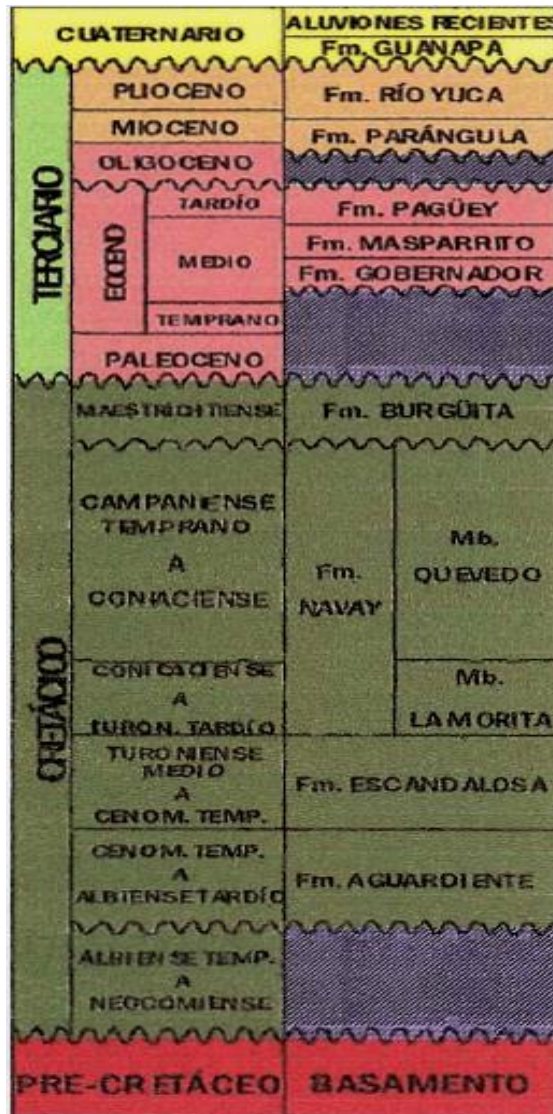 CUATERNARIO
ALUVIONES RECIENTES
Fm. GUANAPA
TERCIARIO
PLIOCENO
Fm. RÍO YUCA
MIOCENO
Fm. PARÁNGULA
OLIGOCENO
EOCENO
TARDÍO
Fm. PAGÜEY
MEDIO
Fm. MASPARRITO
Fm. GOBERNADOR
TEMPRANO
PALEOCENO
CRETÁCICO
MAESTRICHTIENSE
Fm. BURGÜITA
CAMPANIENSE
TEMPRANO
A
CONIACIENSE
Fm.
NAVAY
Mb.
QUEVEDO
CONICACIENSE
A
TURON. TARDÍO
Mb.
LA MORITA
TURONIENSE
MEDIO
A
CENOM. TEMP.
Fm. ESCANDALOSA
CENOM. TEMP.
A
ALBIENSE TARDÍO
Fm. AGUARDIENTE
ALBIENSE TEMP.
A
NEOCOMIENSE
PRE-CRETÁCEO
BASAMENTO